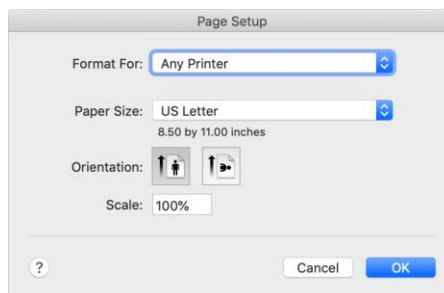 Page Setup
Format For: Any Printer
Paper Size: US Letter
8.50 by 11.00 inches
Orientation:
Scale: 100%
? Cancel OK